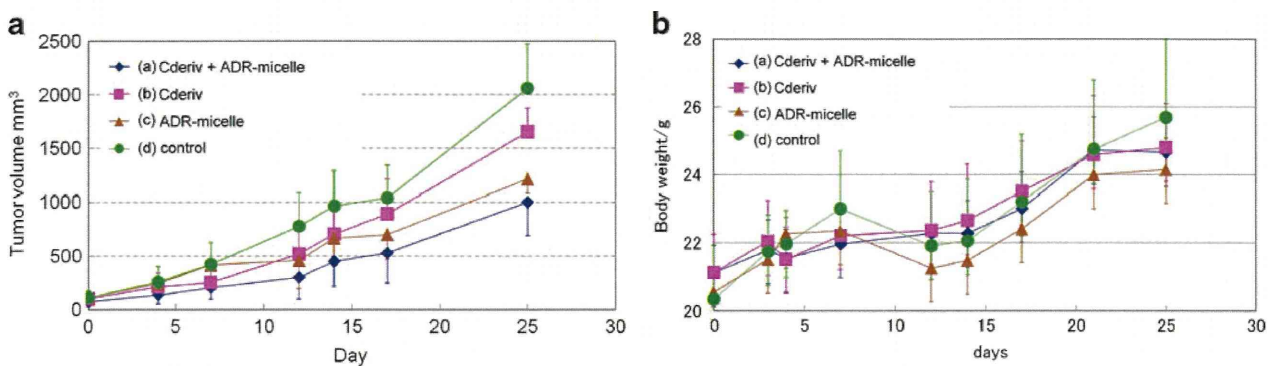 a
2500
2000
1500
1000
500
0
Tumor volume mm³
(a) Cderiv + ADR-micelle
(b) Cderiv
(c) ADR-micelle
(d) control
0 5 10 15 20 25 30
Day
b
28
26
24
22
20
Body weight/g
(a) Cderiv + ADR-micelle
(b) Cderiv
(c) ADR-micelle
(d) control
0 5 10 15 20 25 30
days